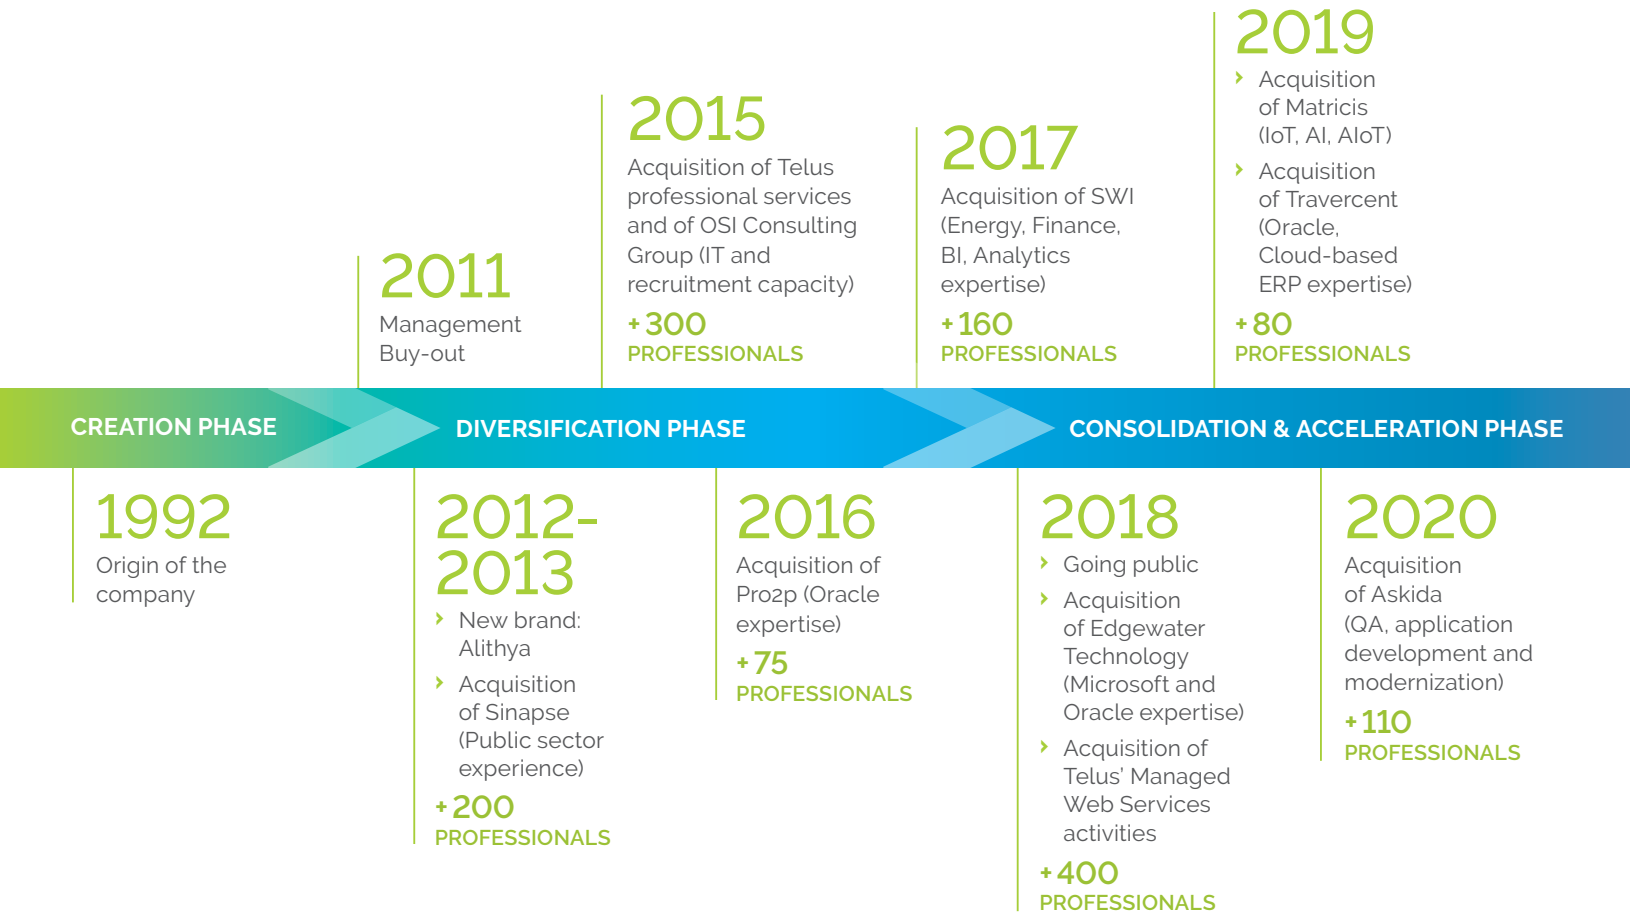 2011
Management
Buy-out
2015
Acquisition of Telus
professional services
and of OSI Consulting
Group (IT and
recruitment capacity)
+300
PROFESSIONALS
2017
Acquisition of SWI
(Energy, Finance,
BI, Analytics
expertise)
+160
PROFESSIONALS
2019
› Acquisition
of Matricis
(IoT, AI, AIoT)
› Acquisition
of Travercent
(Oracle,
Cloud-based
ERP expertise)
+80
PROFESSIONALS
CREATION PHASE
DIVERSIFICATION PHASE
CONSOLIDATION & ACCELERATION PHASE
1992
Origin of the
company
2012-
2013
› New brand:
Alithya
› Acquisition
of Sinapse
(Public sector
experience)
+200
PROFESSIONALS
2016
Acquisition of
Pro2p (Oracle
expertise)
+75
PROFESSIONALS
2018
› Going public
› Acquisition
of Edgewater
Technology
(Microsoft and
Oracle expertise)
› Acquisition of
Telus’ Managed
Web Services
activities
+400
PROFESSIONALS
2020
Acquisition
of Askida
(QA, application
development and
modernization)
+110
PROFESSIONALS